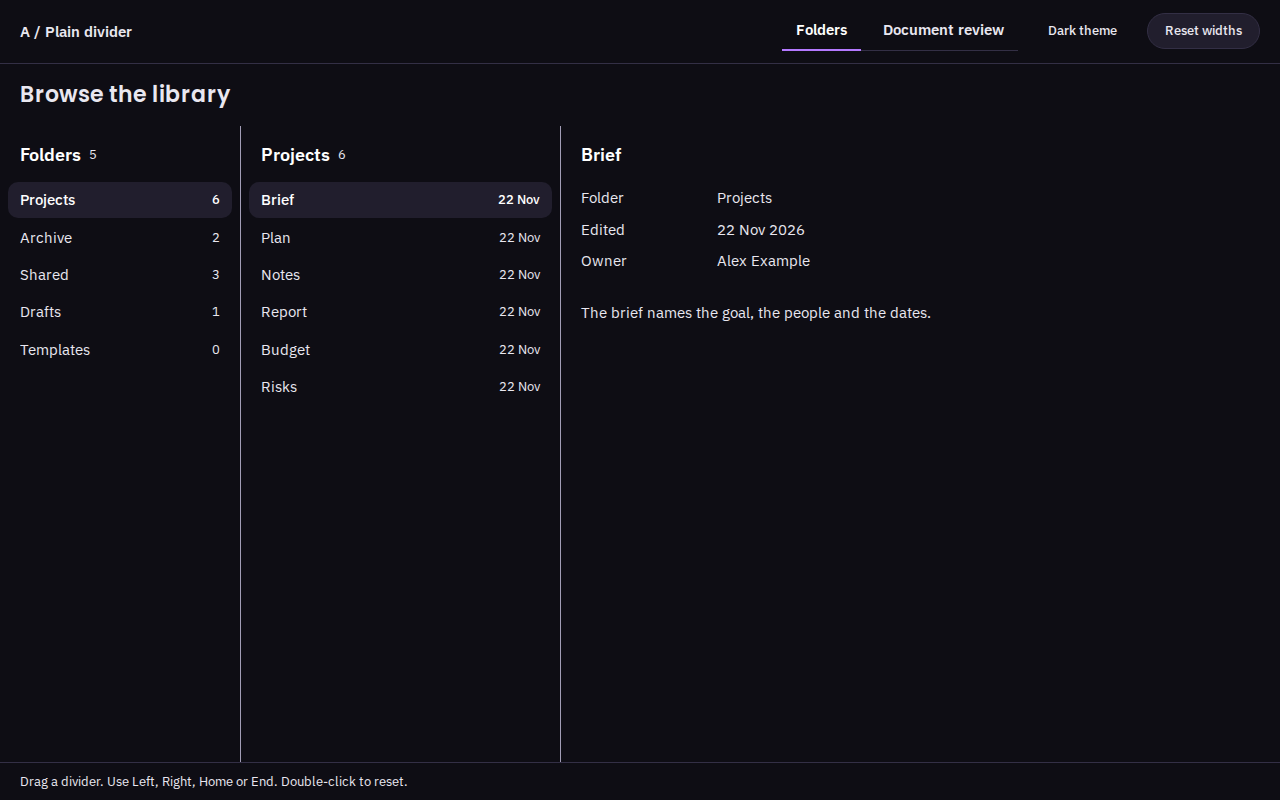 A / Plain divider
Folders
Document review
Dark theme
Reset widths
Browse the library
Folders 5
Projects 6
Archive 2
Shared 3
Drafts 1
Templates 0
Projects 6
Brief 22 Nov
Plan 22 Nov
Notes 22 Nov
Report 22 Nov
Budget 22 Nov
Risks 22 Nov
Brief
Folder Projects
Edited 22 Nov 2026
Owner Alex Example
The brief names the goal, the people and the dates.
Drag a divider. Use Left, Right, Home or End. Double-click to reset.